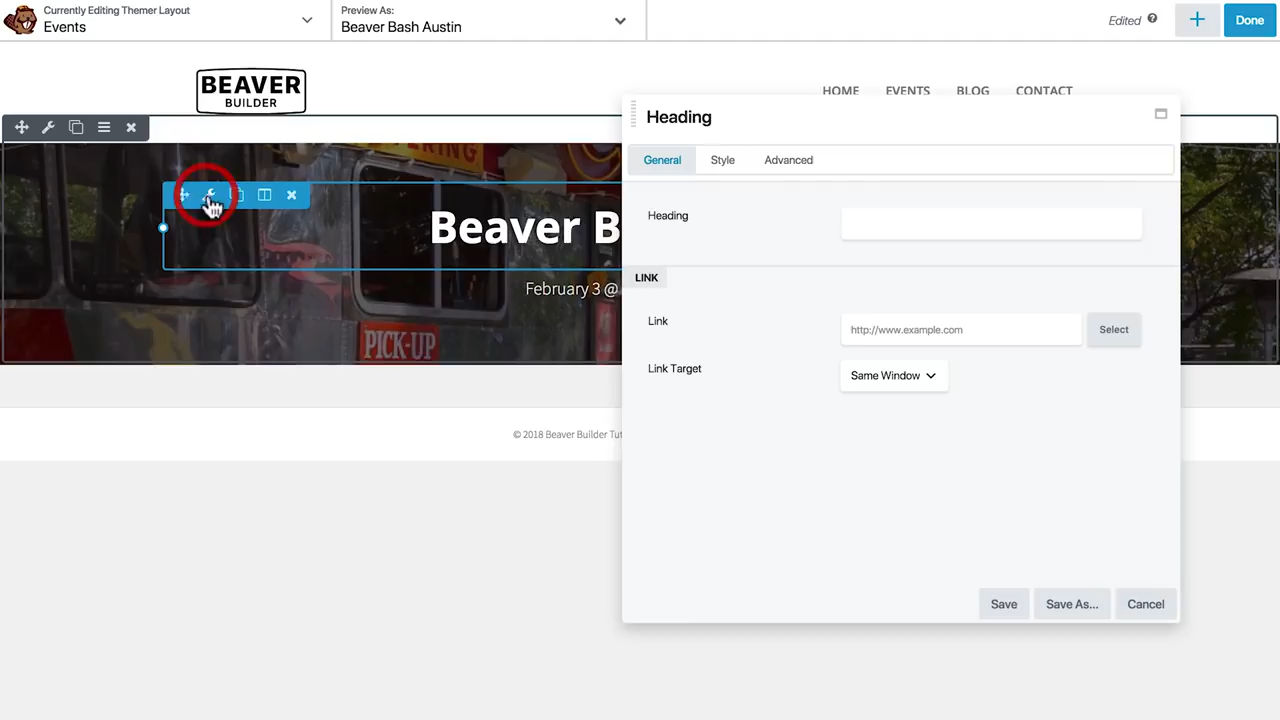 Currently Editing Themer Layout
Events
Preview As:
Beaver Bash Austin
Edited
Done
BEAVER
BUILDER
HOME
EVENTS
BLOG
CONTACT
Heading
General
Style
Advanced
Heading
LINK
Link
http://www.example.com
Select
Link Target
Same Window
Save
Save As...
Cancel
Beaver B
February 3 @
PICK-UP
© 2018 Beaver Builder Tut